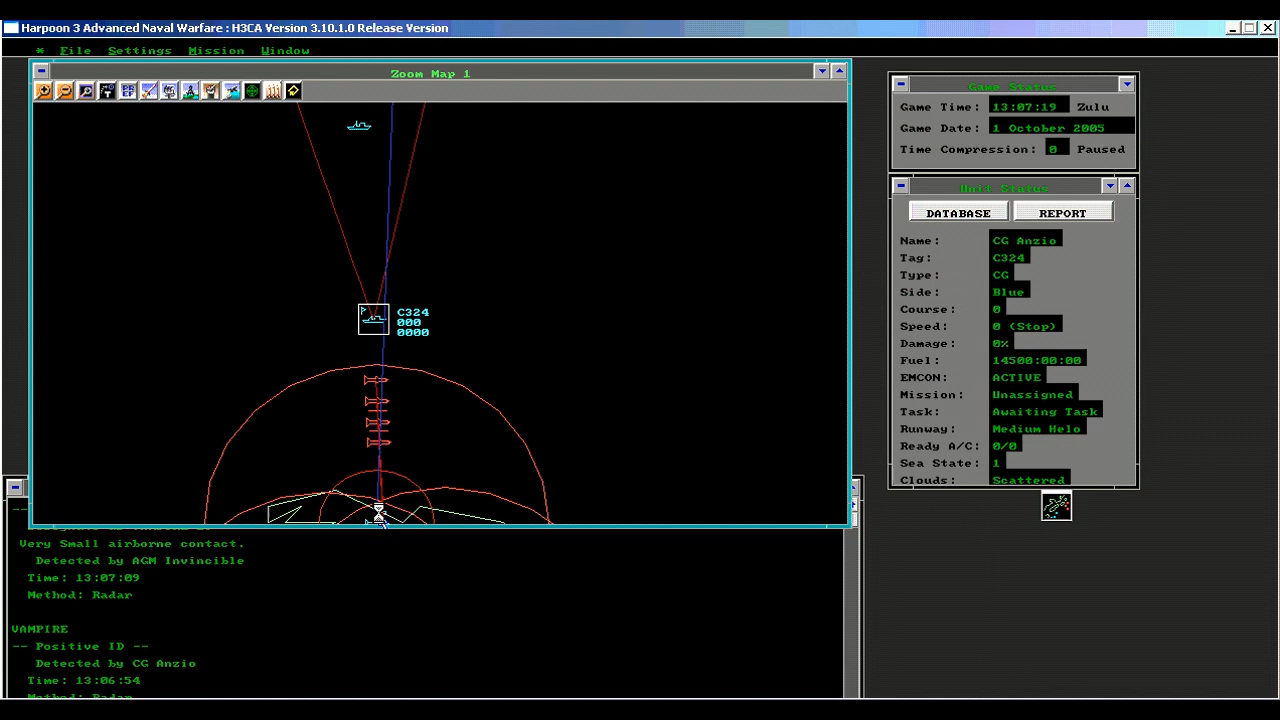 Harpoon 3 Advanced Naval Warfare : H3CA Version 3.10.1.0 Release Version
* File Settings Mission Window
Zoom Map 1
C324
000
0000
Game Status
Game Time: 13:07:19 Zulu
Game Date: 1 October 2005
Time Compression: 0 Paused
Unit Status
DATABASE REPORT
Name: CG Anzio
Tag: C324
Type: CG
Side: Blue
Course: 0
Speed: 0 (Stop)
Damage: 0%
Fuel: 14500:00:00
EMCON: ACTIVE
Mission: Unassigned
Task: Awaiting Task
Runway: Medium Helo
Ready A/C: 0/0
Sea State: 1
Clouds: Scattered
Very Small airborne contact.
Detected by AGM Invincible
Time: 13:07:09
Method: Radar
VAMPIRE
-- Positive ID --
Detected by CG Anzio
Time: 13:06:54
Method: Radar